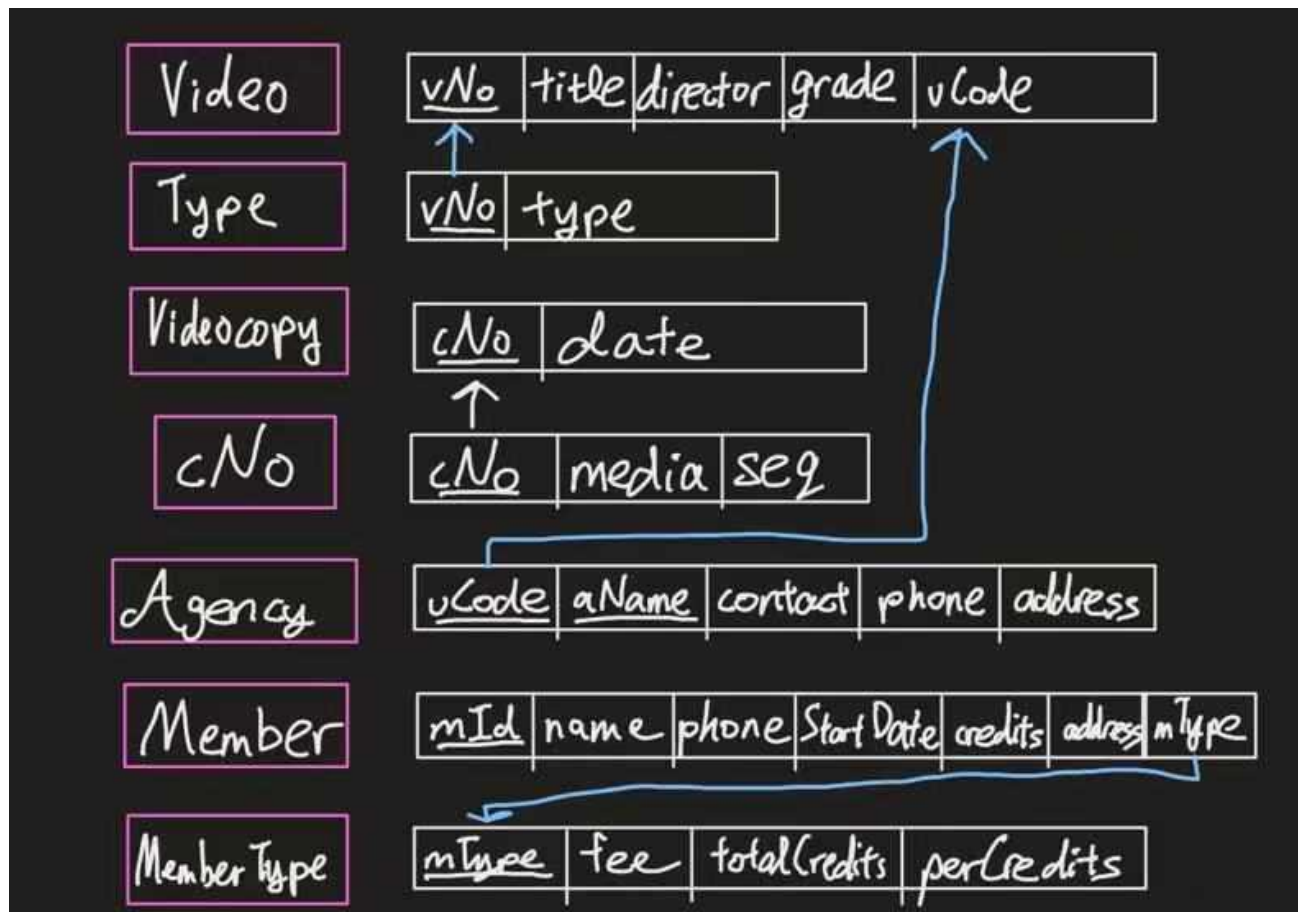 Video vNo title director grade vCode
Type vNo type
Videocopy cNo date
cNo cNo media seq
Agency vCode aName contact phone address
Member mId name phone StartDate credits address mType
MemberType mType fee totalCredits perCredits